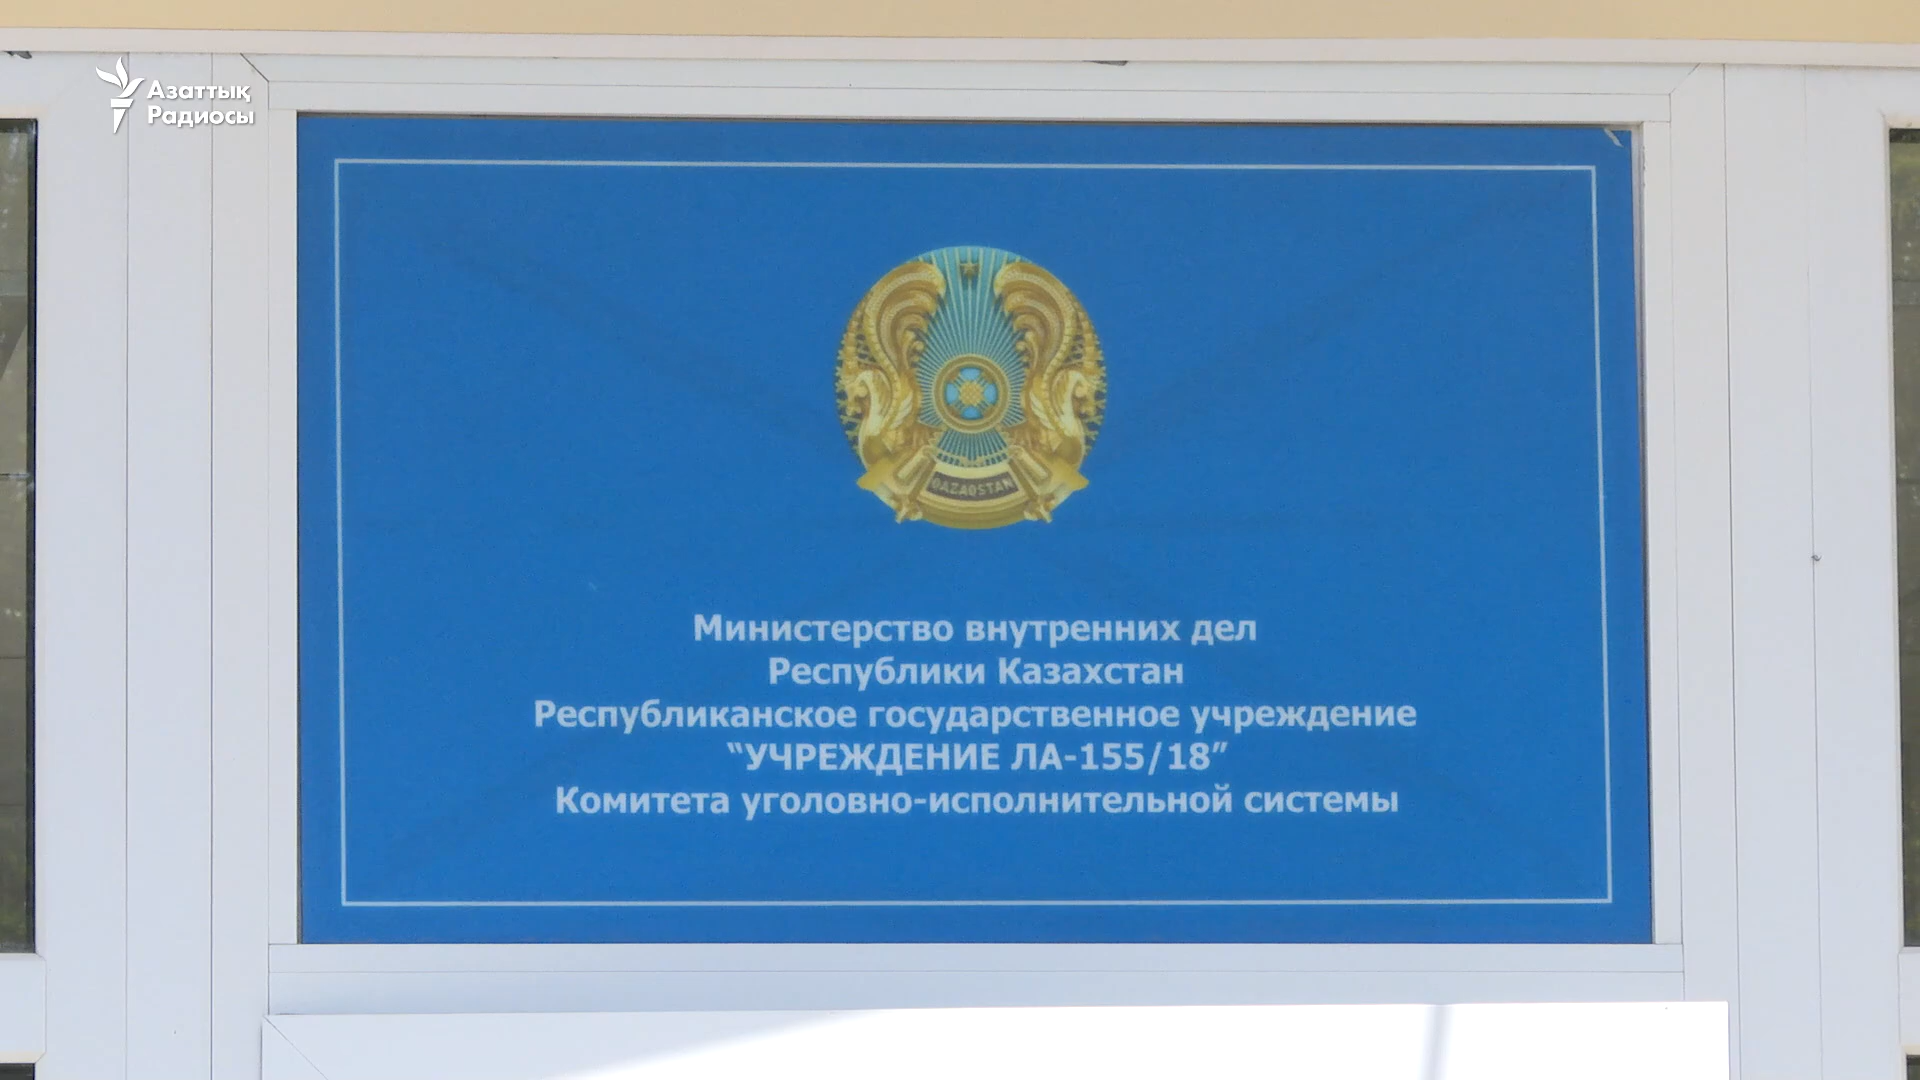 Азаттық
Радиосы
QAZAQSTAN
Министерство внутренних дел
Республики Казахстан
Республиканское государственное учреждение
“УЧРЕЖДЕНИЕ ЛА-155/18”
Комитета уголовно-исполнительной системы